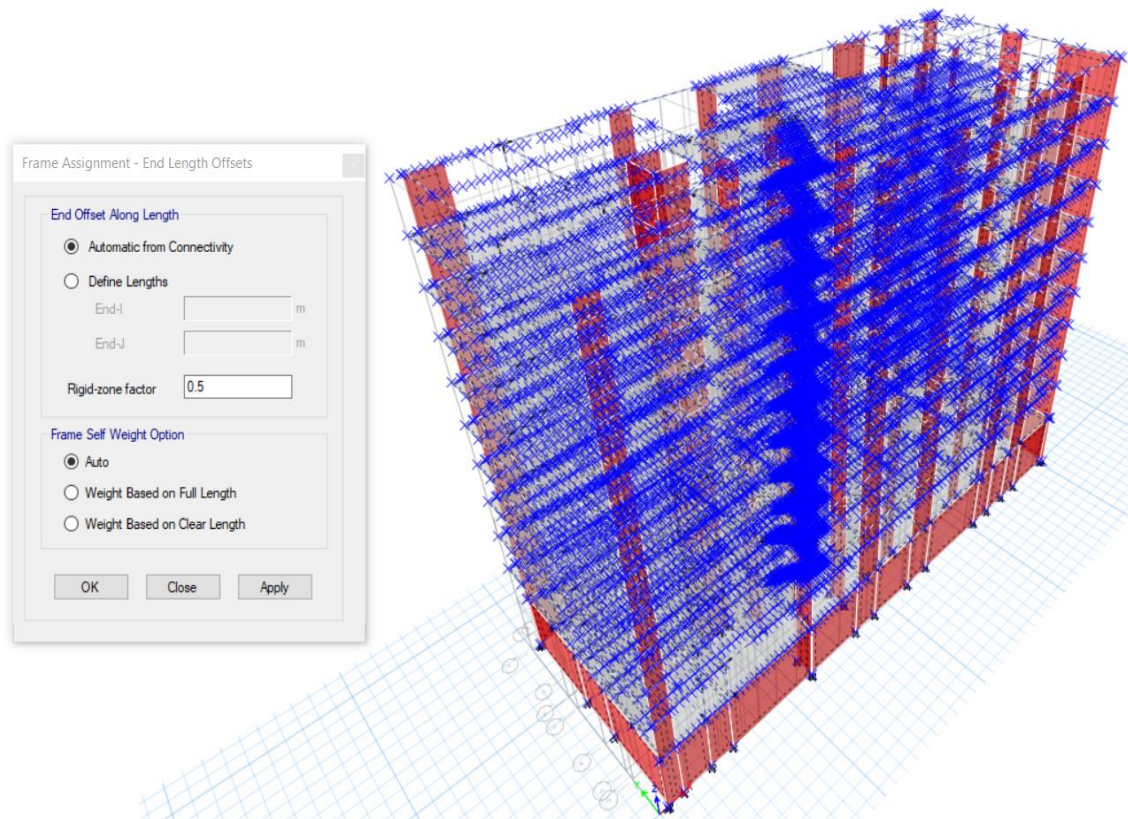 Frame Assignment - End Length Offsets
End Offset Along Length
Automatic from Connectivity
Define Lengths
End-I m
End-J m
Rigid-zone factor 0.5
Frame Self Weight Option
Auto
Weight Based on Full Length
Weight Based on Clear Length
OK Close Apply